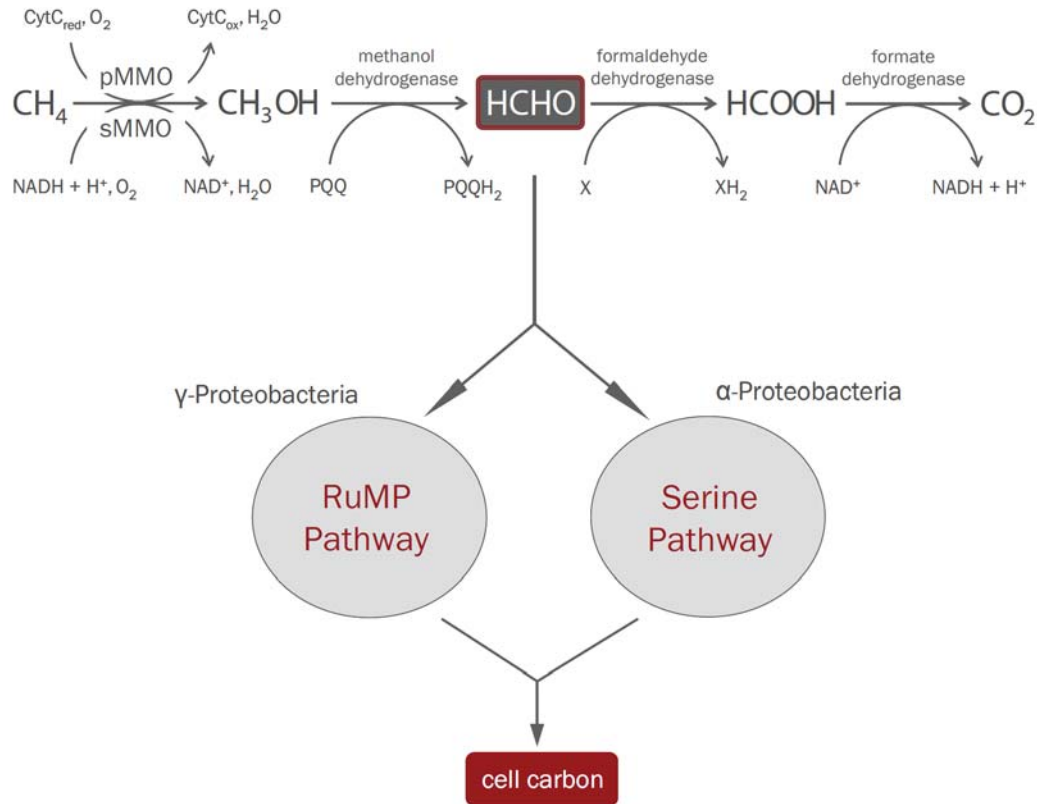 CytC_red, O₂
CytC_ox, H₂O
pMMO
sMMO
CH₄
CH₃OH
NADH + H⁺, O₂
NAD⁺, H₂O
methanol
dehydrogenase
PQQ
PQQH₂
HCHO
formaldehyde
dehydrogenase
X
XH₂
HCOOH
formate
dehydrogenase
NAD⁺
NADH + H⁺
CO₂
γ-Proteobacteria
α-Proteobacteria
RuMP
Pathway
Serine
Pathway
cell carbon